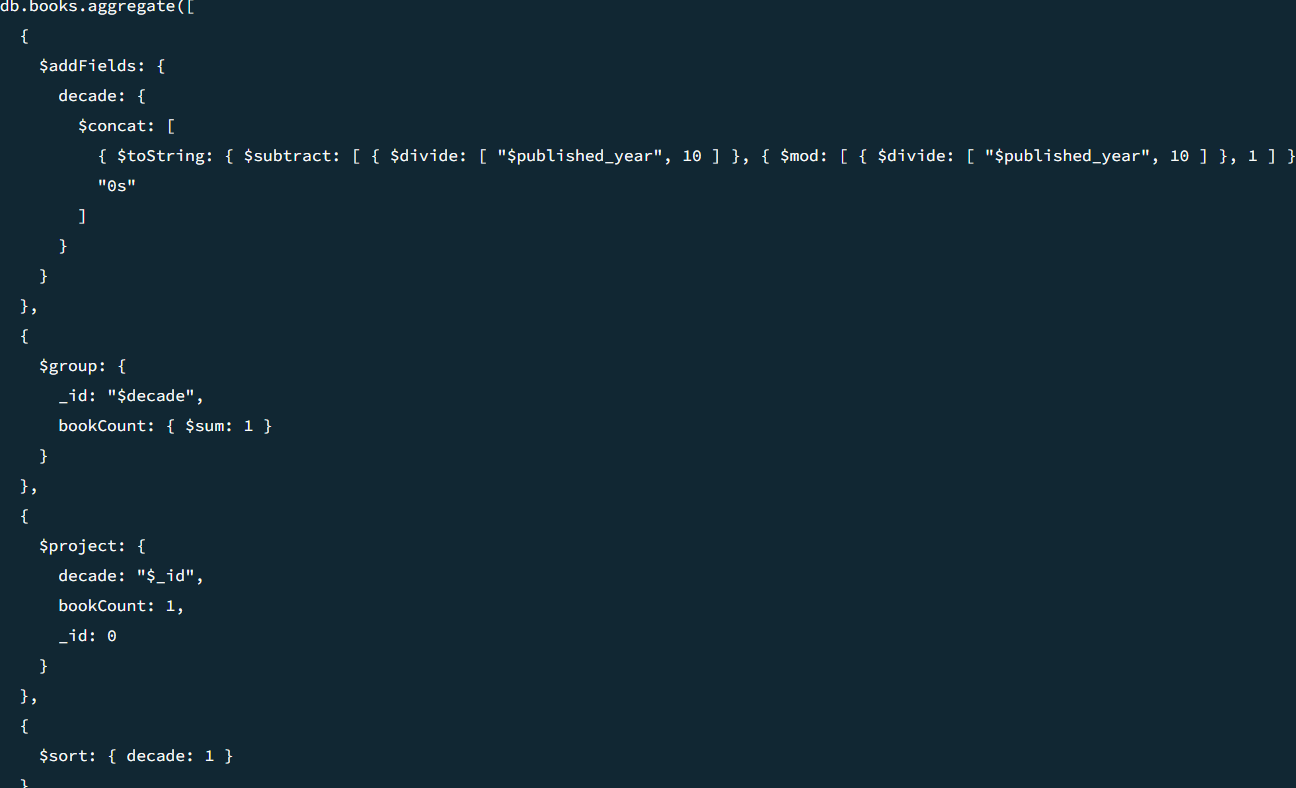 db.books.aggregate([
  {
    $addFields: {
      decade: {
        $concat: [
          { $toString: { $subtract: [ { $divide: [ "$published_year", 10 ] }, { $mod: [ { $divide: [ "$published_year", 10 ] }, 1 ] }
          "0s"
        ]
      }
    }
  },
  {
    $group: {
      _id: "$decade",
      bookCount: { $sum: 1 }
    }
  },
  {
    $project: {
      decade: "$_id",
      bookCount: 1,
      _id: 0
    }
  },
  {
    $sort: { decade: 1 }
  }